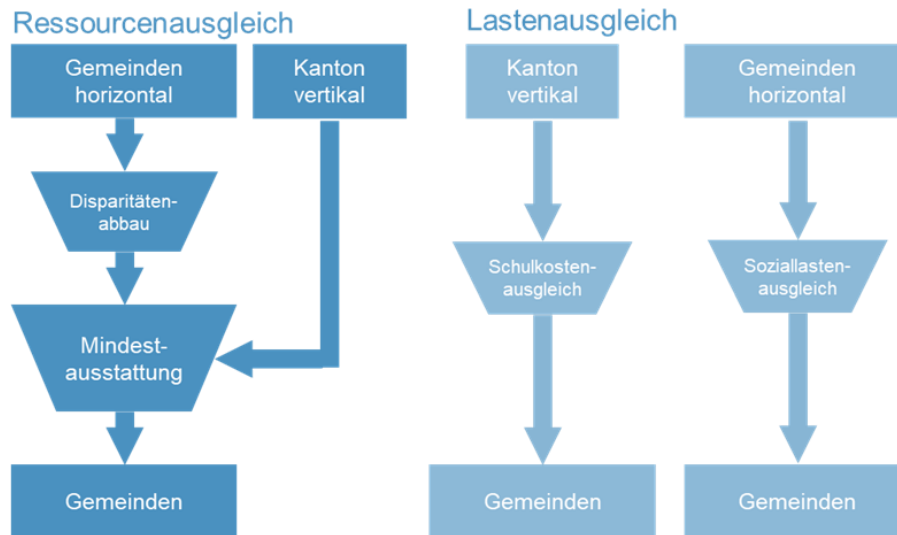 Ressourcenausgleich
Gemeinden
horizontal
Kanton
vertikal
Disparitäten-
abbau
Mindest-
ausstattung
Gemeinden
Lastenausgleich
Kanton
vertikal
Gemeinden
horizontal
Schulkosten-
ausgleich
Soziallasten-
ausgleich
Gemeinden
Gemeinden